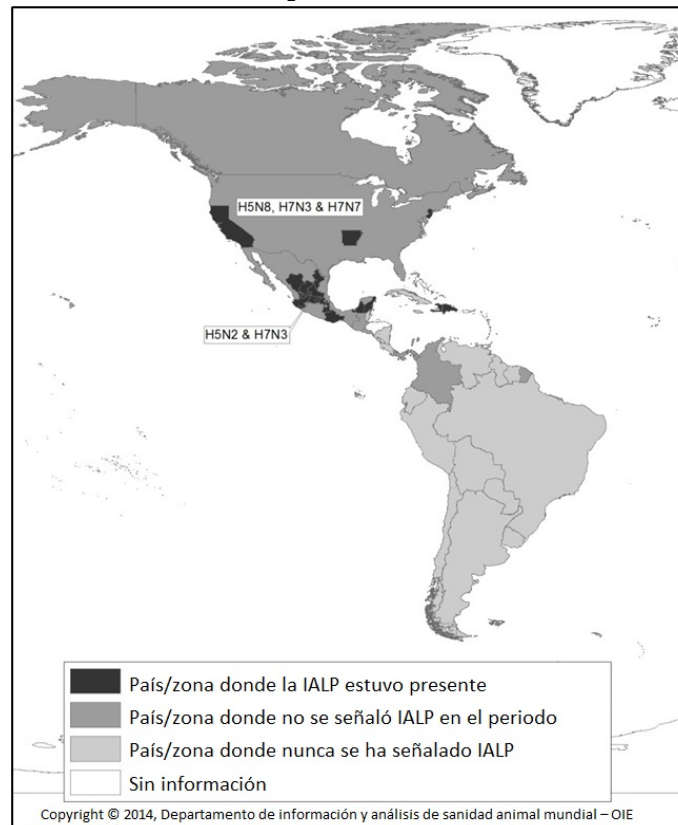 H5N8, H7N3 & H7N7
H5N2 & H7N3
País/zona donde la IALP estuvo presente
País/zona donde no se señaló IALP en el periodo
País/zona donde nunca se ha señalado IALP
Sin información
Copyright © 2014, Departamento de información y análisis de sanidad animal mundial – OIE